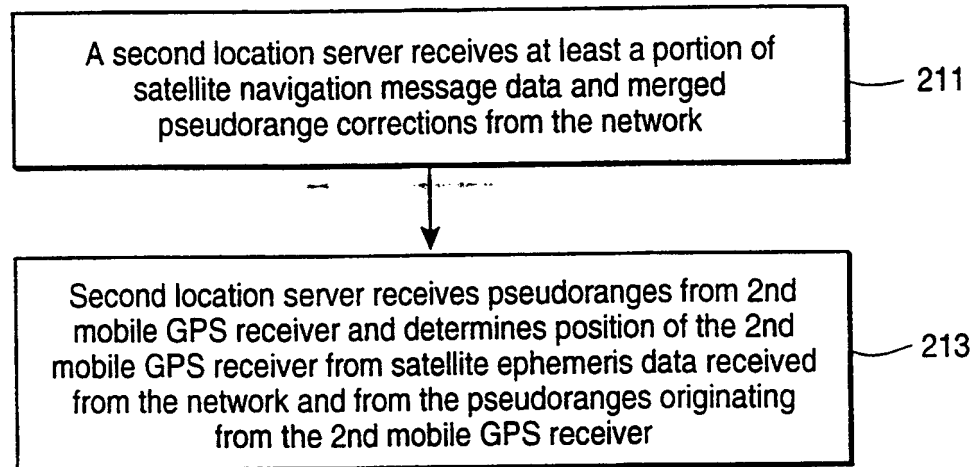 A second location server receives at least a portion of
satellite navigation message data and merged
pseudorange corrections from the network
211
Second location server receives pseudoranges from 2nd
mobile GPS receiver and determines position of the 2nd
mobile GPS receiver from satellite ephemeris data received
from the network and from the pseudoranges originating
from the 2nd mobile GPS receiver
213